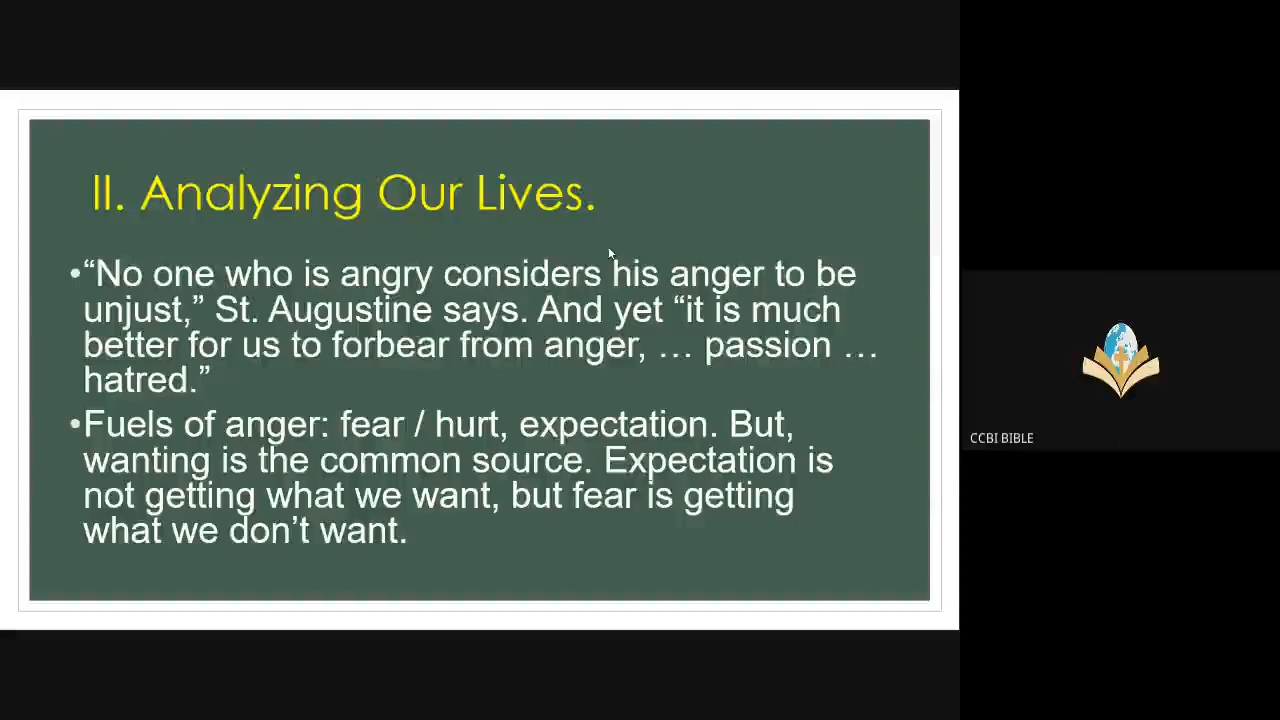 II. Analyzing Our Lives.
•“No one who is angry considers his anger to be
unjust,” St. Augustine says. And yet “it is much
better for us to forbear from anger, … passion …
hatred.”
•Fuels of anger: fear / hurt, expectation. But,
wanting is the common source. Expectation is
not getting what we want, but fear is getting
what we don’t want.
CCBI BIBLE